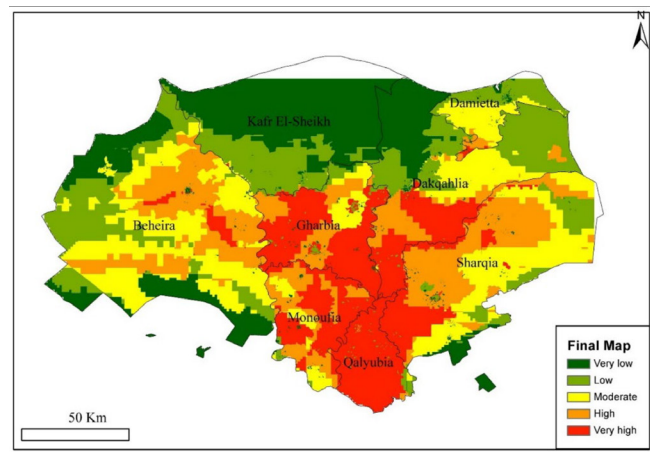 N
Damietta
Kafr El-Sheikh
Dakqahlia
Beheira
Gharbia
Sharqia
Monoufia
Qalyubia
Final Map
Very low
Low
Moderate
High
Very high
50 Km